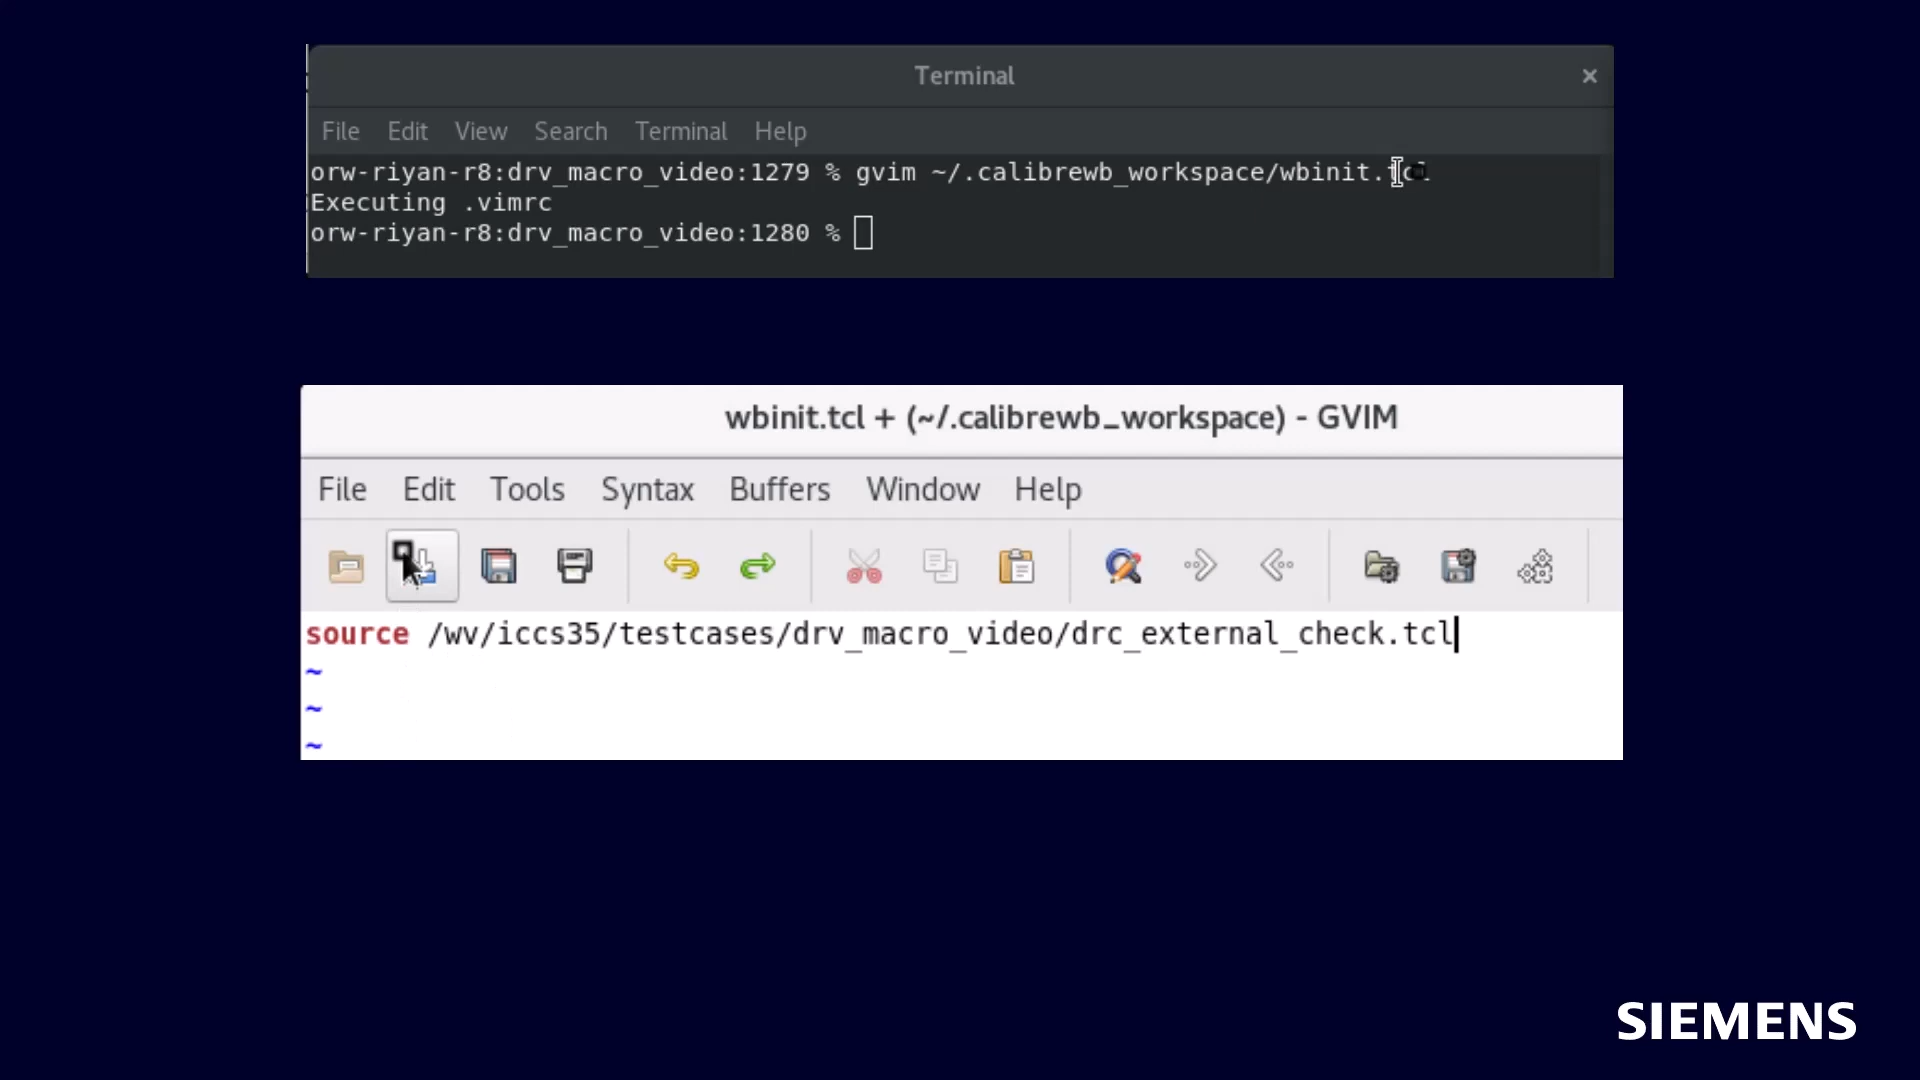 Terminal
File Edit View Search Terminal Help
orw-riyan-r8:drv_macro_video:1279 % gvim ~/.calibrewb_workspace/wbinit.tcl
Executing .vimrc
orw-riyan-r8:drv_macro_video:1280 %
wbinit.tcl + (~/.calibrewb_workspace) - GVIM
File Edit Tools Syntax Buffers Window Help
source /wv/iccs35/testcases/drv_macro_video/drc_external_check.tcl
~
~
~
SIEMENS